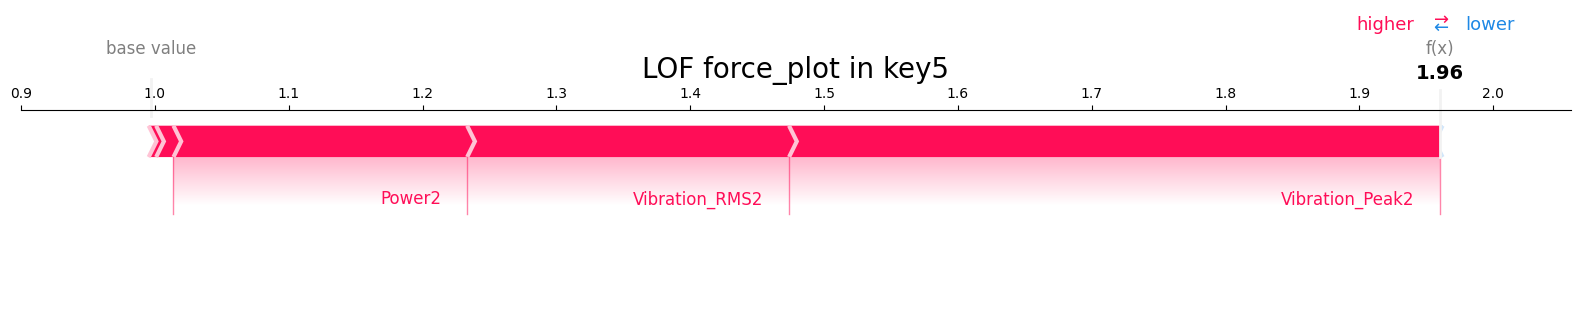 higher ⇄ lower
base value f(x)
LOF force_plot in key5 1.96
0.9 1.0 1.1 1.2 1.3 1.4 1.5 1.6 1.7 1.8 1.9 2.0
Power2 Vibration_RMS2 Vibration_Peak2